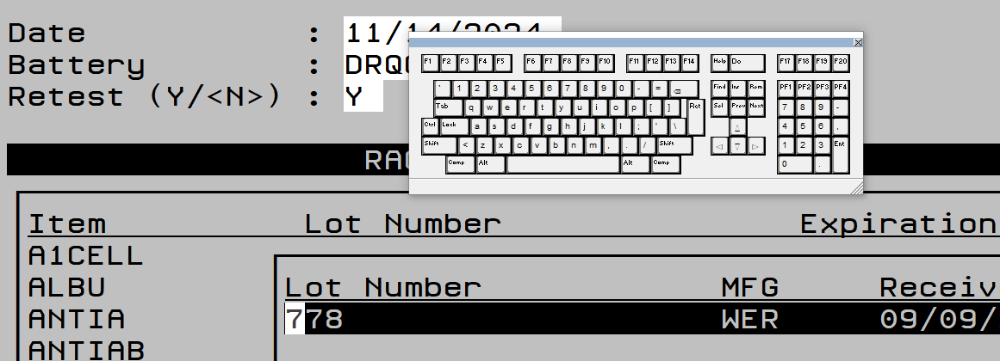 Date : 11/14/2024
Battery : DRQ
Retest (Y/<N>) : Y
F1 F2 F3 F4 F5 F6 F7 F8 F9 F10 F11 F12 F13 F14 Help Do F17 F18 F19 F20
` 1 2 3 4 5 6 7 8 9 0 - = Find Ins Rem PF1 PF2 PF3 PF4
Tab q w e r t y u i o p [ ] Ret Sel Prev Next 7 8 9 -
Ctrl Lock a s d f g h j k l ; ' \ 4 5 6 ,
Shift < z x c v b n m , . / Shift 1 2 3 Ent
Comp Alt Alt Comp 0 .
RA
Item Lot Number Expiration
A1CELL
ALBU
Lot Number MFG Receiv
ANTIA
778 WER 09/09/
ANTIAB